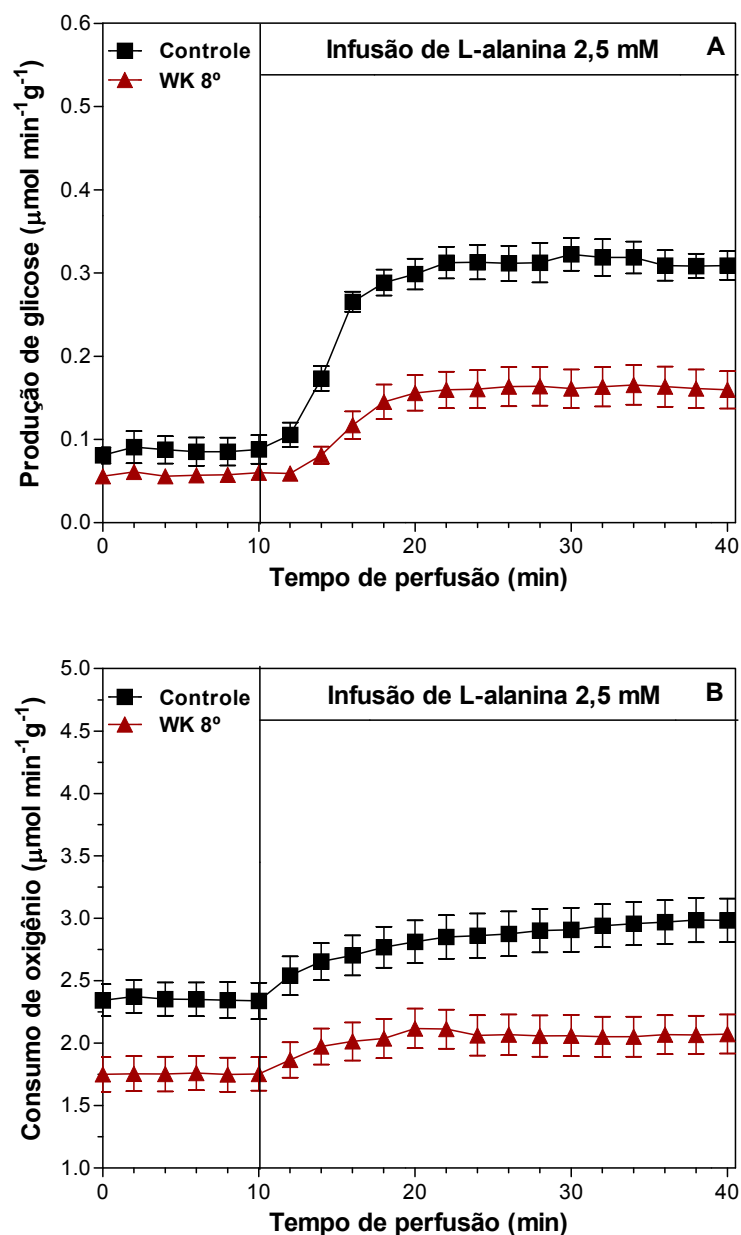 Produção de glicose (μmol min⁻¹g⁻¹)
0.6
0.5
0.4
0.3
0.2
0.1
0.0
Controle
WK 8º
Infusão de L-alanina 2,5 mM
A
0
10
20
30
40
Tempo de perfusão (min)
Consumo de oxigênio (μmol min⁻¹g⁻¹)
5.0
4.5
4.0
3.5
3.0
2.5
2.0
1.5
1.0
Controle
WK 8º
Infusão de L-alanina 2,5 mM
B
0
10
20
30
40
Tempo de perfusão (min)